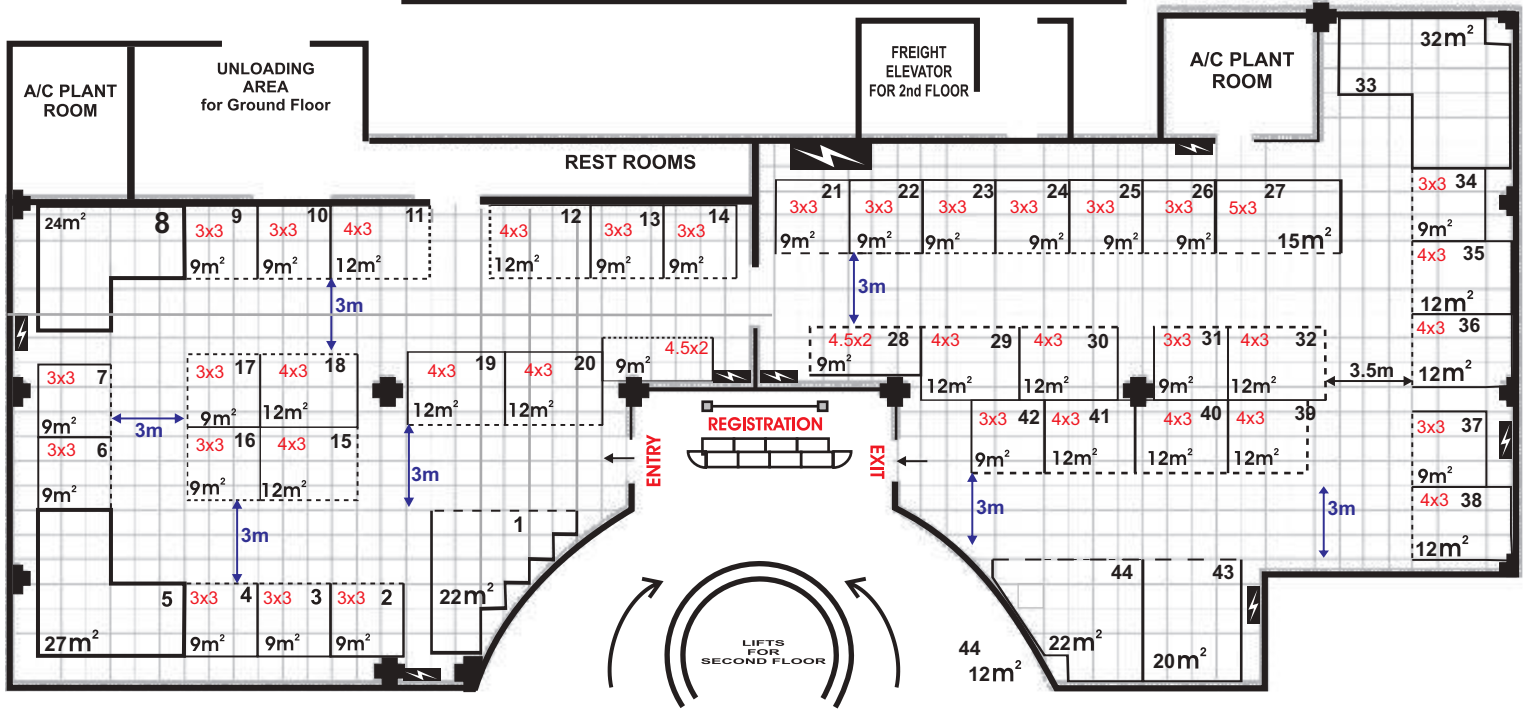 A/C PLANT
ROOM
UNLOADING
AREA
for Ground Floor
FREIGHT
ELEVATOR
FOR 2nd FLOOR
A/C PLANT
ROOM
32m²
33
REST ROOMS
24m²
8
3x3 9
9m²
3x3 10
9m²
4x3 11
12m²
4x3 12
12m²
3x3 13
9m²
3x3 14
9m²
3x3 21
9m²
3x3 22
9m²
3x3 23
9m²
3x3 24
9m²
3x3 25
9m²
3x3 26
9m²
5x3 27
15m²
3x3 34
9m²
4x3 35
12m²
4x3 36
12m²
3m
3m
3x3 7
9m²
3x3 6
9m²
3m
3x3 17
9m²
4x3 18
12m²
3x3 16
9m²
4x3 15
12m²
4x3 19
12m²
4x3 20
12m²
4.5x2
9m²
4.5x2 28
9m²
4x3 29
12m²
4x3 30
12m²
3x3 31
9m²
4x3 32
12m²
3.5m
3x3 42
9m²
4x3 41
12m²
4x3 40
12m²
4x3 39
12m²
3x3 37
9m²
4x3 38
12m²
REGISTRATION
ENTRY
EXIT
3m
3m
3m
3m
5
27m²
3x3 4
9m²
3x3 3
9m²
3x3 2
9m²
1
22m²
LIFTS
FOR
SECOND FLOOR
44
12m²
44
22m²
43
20m²